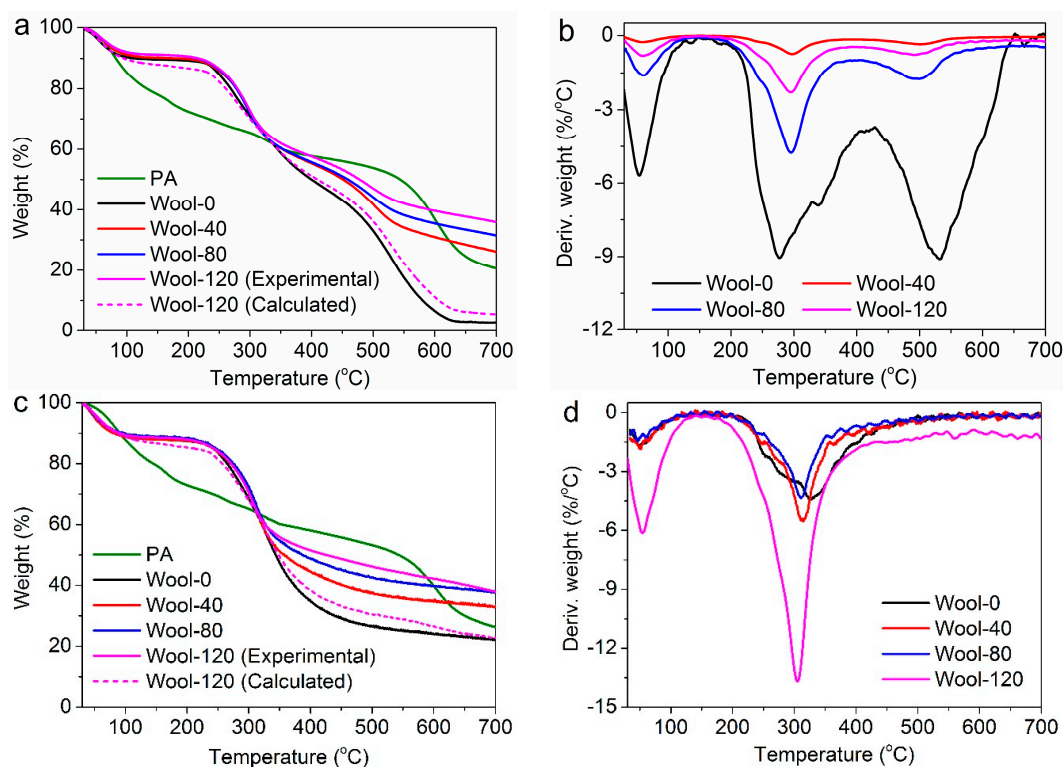 a
100
80
60
40
20
0
Weight (%)
PA
Wool-0
Wool-40
Wool-80
Wool-120 (Experimental)
Wool-120 (Calculated)
100 200 300 400 500 600 700
Temperature (°C)
b
0
-3
-6
-9
-12
Deriv. weight (%/°C)
Wool-0 Wool-40
Wool-80 Wool-120
100 200 300 400 500 600 700
Temperature (°C)
c
100
80
60
40
20
0
Weight (%)
PA
Wool-0
Wool-40
Wool-80
Wool-120 (Experimental)
Wool-120 (Calculated)
100 200 300 400 500 600 700
Temperature (°C)
d
0
-3
-6
-9
-12
-15
Deriv. weight (%/°C)
Wool-0
Wool-40
Wool-80
Wool-120
100 200 300 400 500 600 700
Temperature (°C)